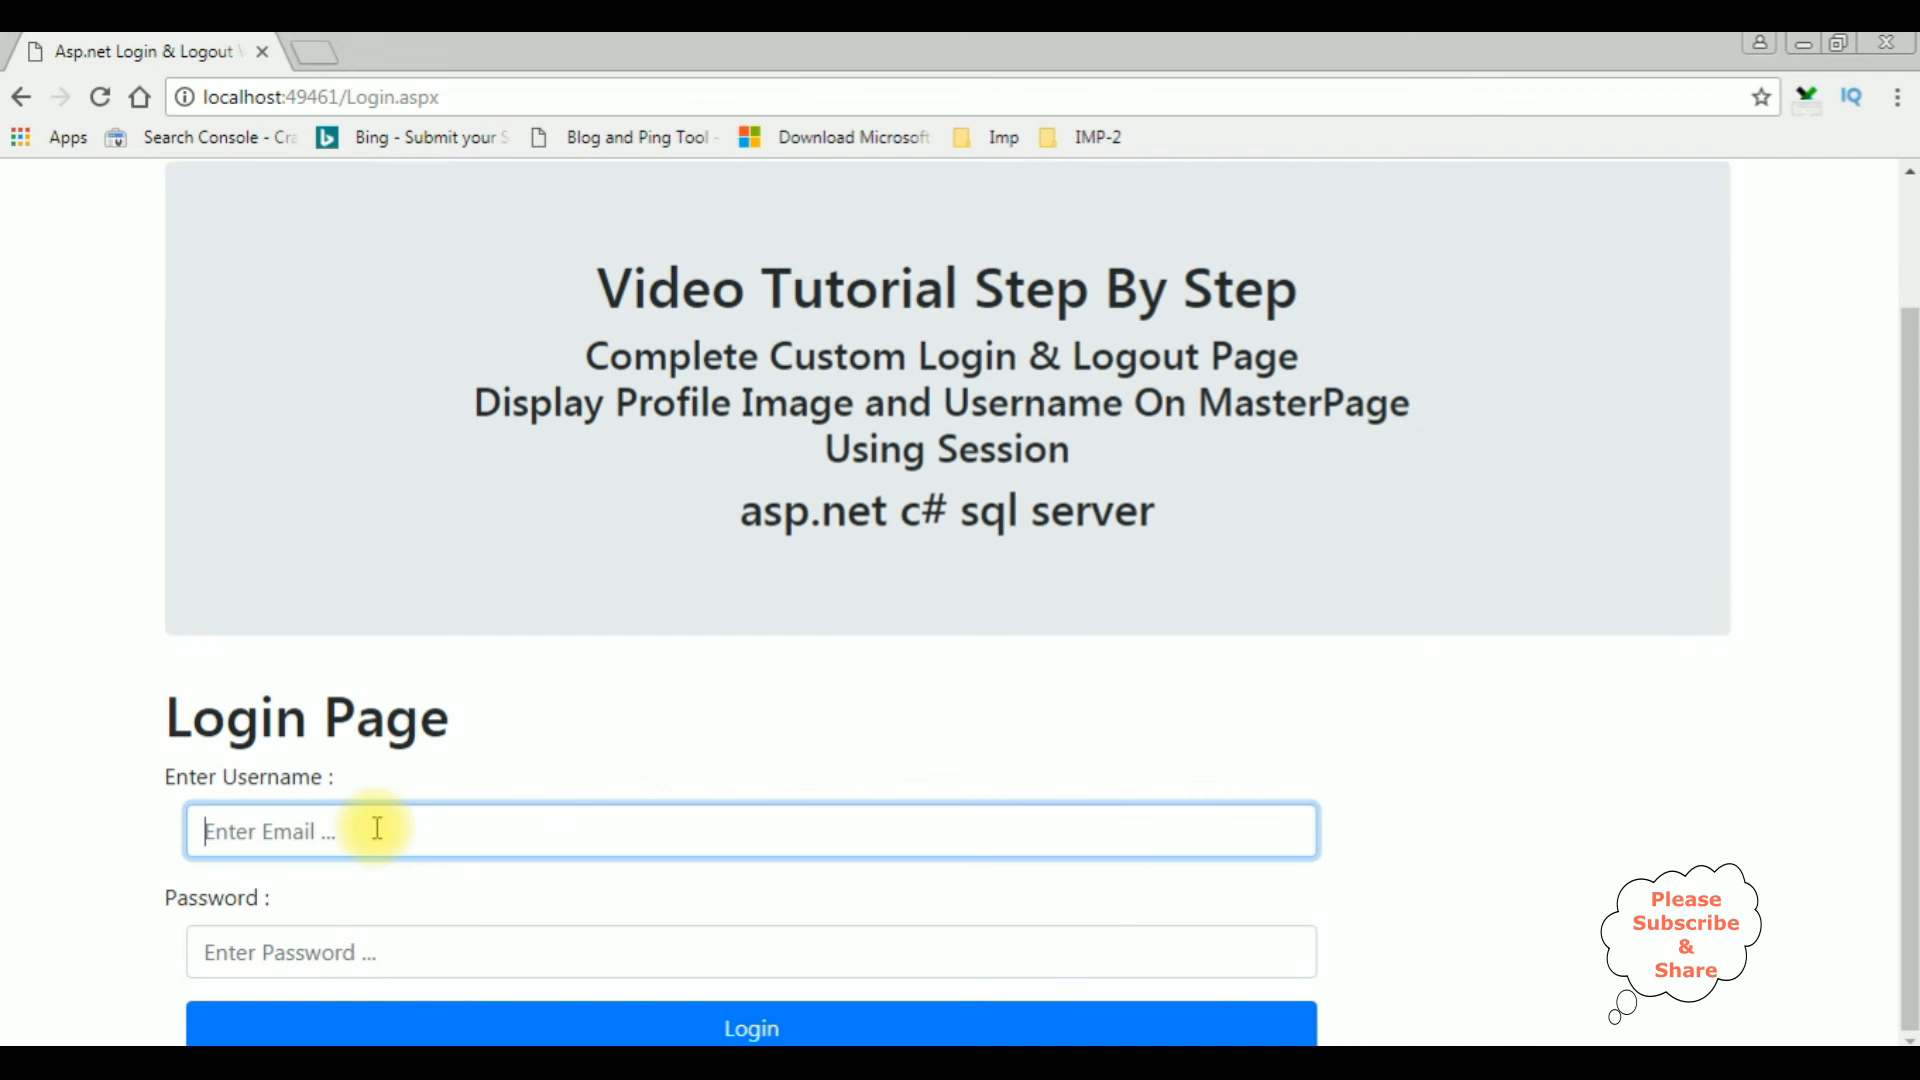 Asp.net Login & Logout
localhost:49461/Login.aspx
IQ
Apps
Search Console - Cra
Bing - Submit your S
Blog and Ping Tool -
Download Microsoft
Imp
IMP-2
Video Tutorial Step By Step
Complete Custom Login & Logout Page
Display Profile Image and Username On MasterPage
Using Session
asp.net c# sql server
Login Page
Enter Username :
Enter Email ...
Password :
Enter Password ...
Login
Please
Subscribe
&
Share